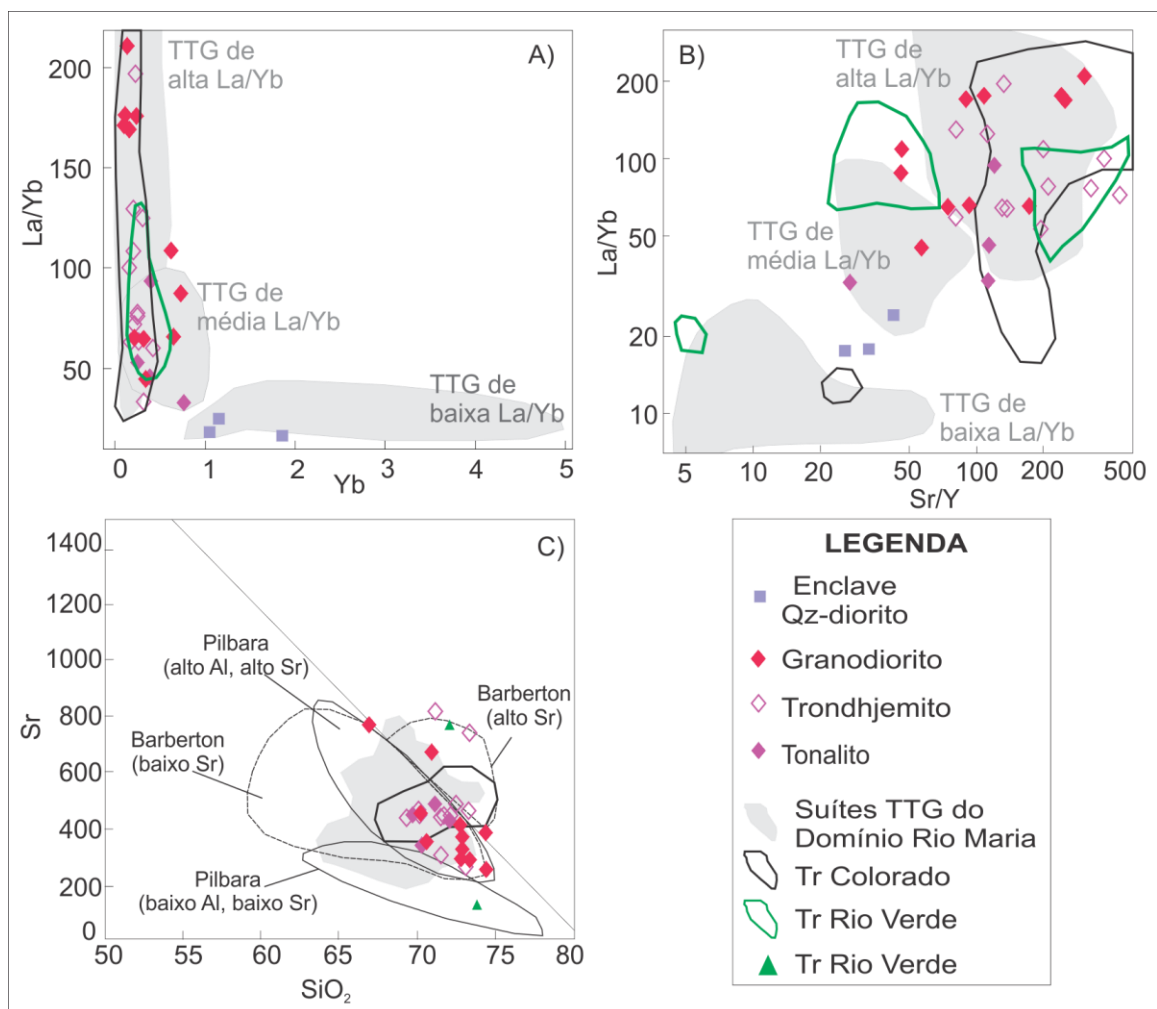 A)
TTG de
alta La/Yb
TTG de
média La/Yb
TTG de
baixa La/Yb
La/Yb
200
150
100
50
0
1
2
3
4
5
Yb
B)
TTG de
alta La/Yb
TTG de
média La/Yb
TTG de
baixa La/Yb
La/Yb
200
100
50
20
10
5
10
20
50
100
200
500
Sr/Y
C)
Sr
1400
1200
1000
800
600
400
200
0
Pilbara
(alto Al, alto Sr)
Barberton
(alto Sr)
Barberton
(baixo Sr)
Pilbara
(baixo Al, baixo Sr)
50
55
60
65
70
75
80
SiO₂
LEGENDA
Enclave
Qz-diorito
Granodiorito
Trondhjemito
Tonalito
Suítes TTG do
Domínio Rio Maria
Tr Colorado
Tr Rio Verde
Tr Rio Verde